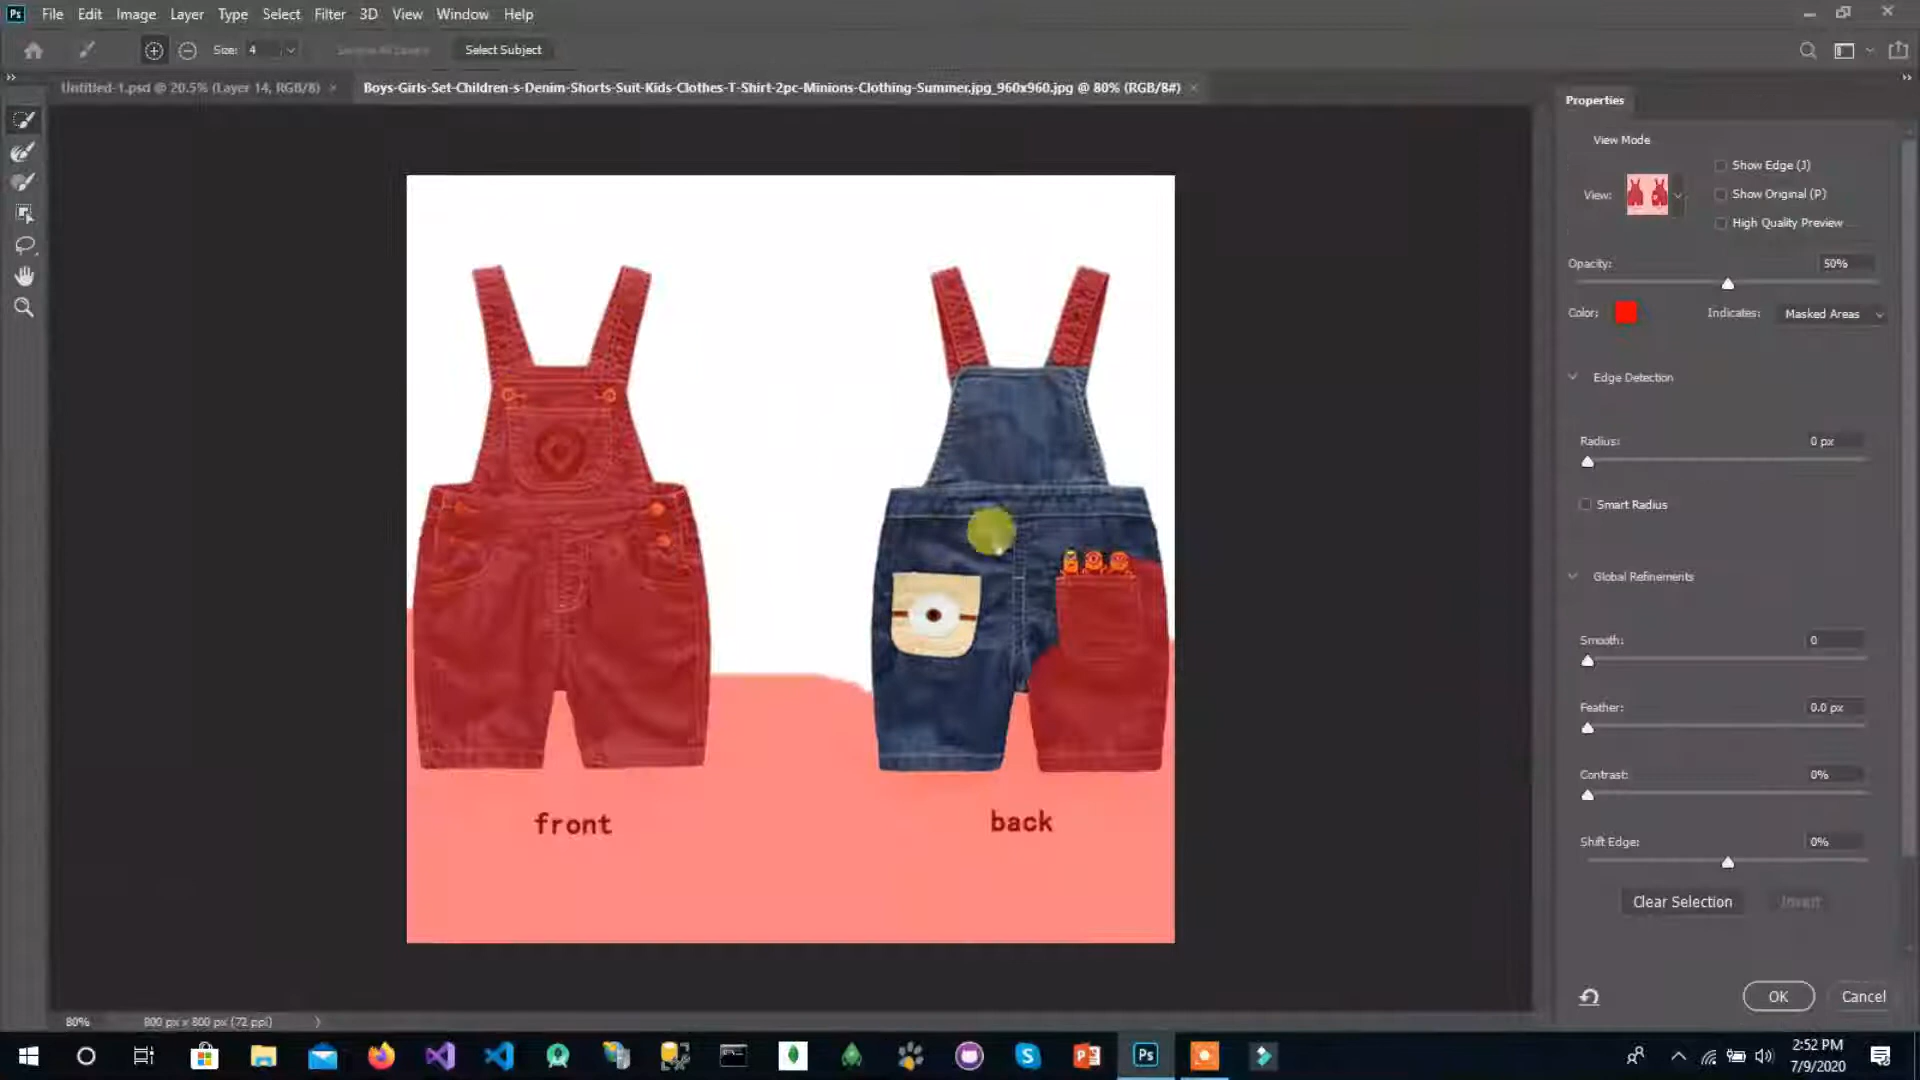 File Edit Image Layer Type Select Filter 3D View Window Help
Size: 4 Select Subject
Untitled-1.psd @ 20.5% (Layer 14, RGB/8) × Boys-Girls-Set-Children-s-Denim-Shorts-Suit-Kids-Clothes-T-Shirt-2pc-Minions-Clothing-Summer.jpg_960x960.jpg @ 80% (RGB/8#) ×
Properties
View Mode
View:
Show Edge (J)
Show Original (P)
High Quality Preview
Opacity: 50%
Color: Indicates: Masked Areas
Edge Detection
Radius: 0 px
Smart Radius
Global Refinements
Smooth: 0
Feather: 0.0 px
Contrast: 0%
Shift Edge: 0%
Clear Selection Invert
OK Cancel
front back
80% 800 px x 800 px (72 ppi)
2:52 PM
7/9/2020